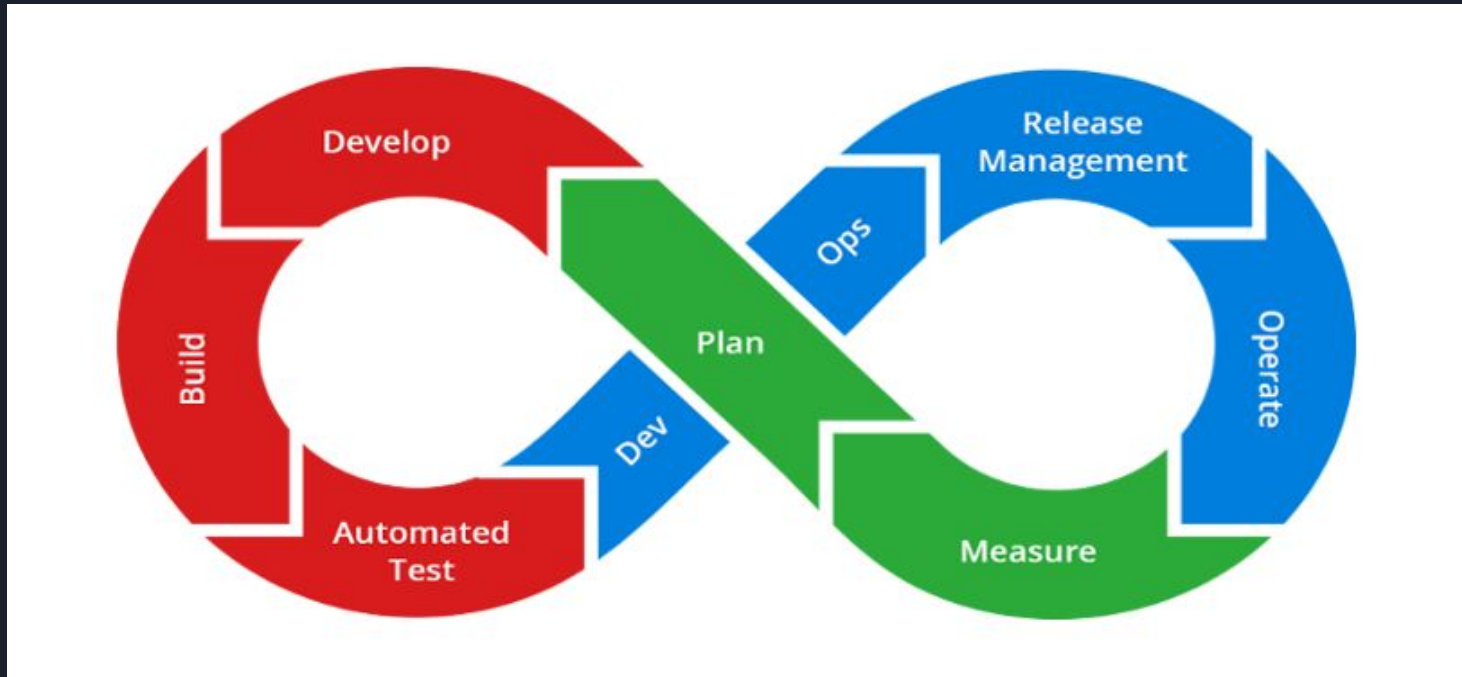 Develop
Release
Management
Ops
Plan
Build
Operate
Dev
Automated
Test
Measure